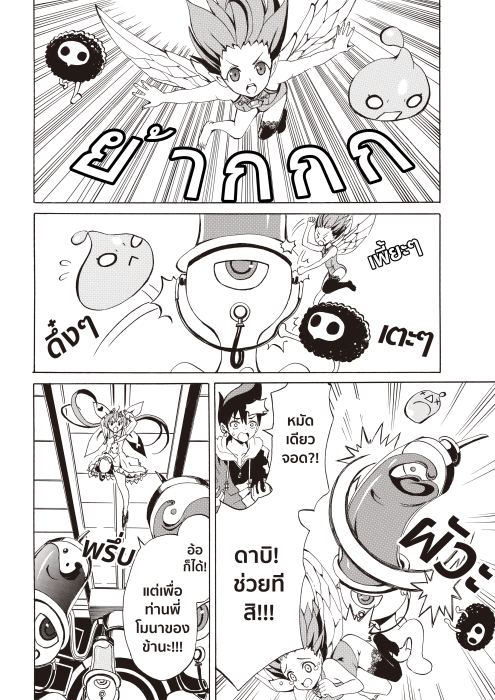 ย้ากกก
เพี้ยะๆ
ดึ๋งๆ
เตะๆ
หมัด
เดียว
จอด?!
ผัวะ
ดาบิ!
ช่วยที
สิ!!!
พรึ่บ
อ้อ
ก็ได้!
แต่เพื่อ
ท่านพี่
โมนาของ
ข้านะ!!!